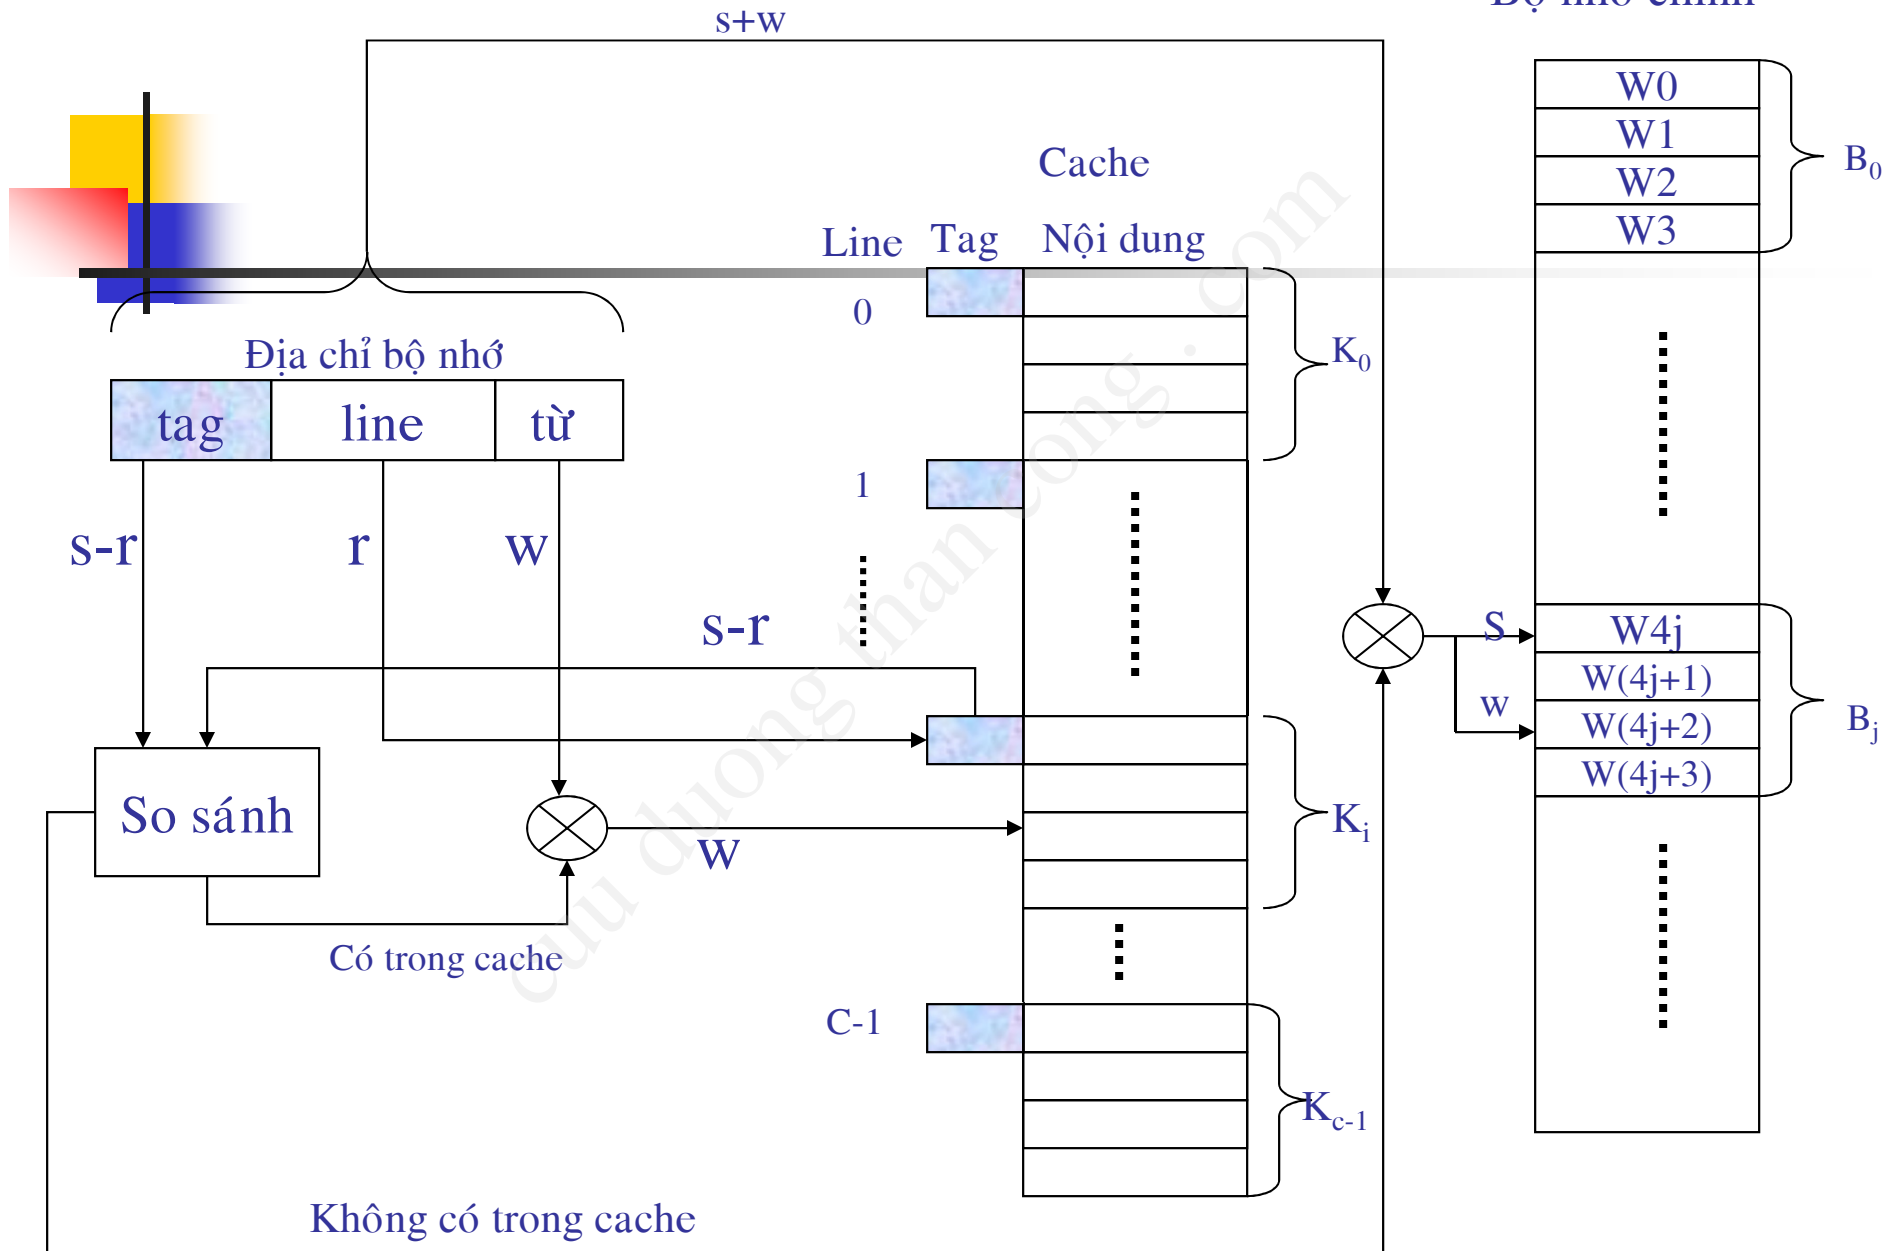 s+w
W0
W1
W2
W3
B0
Cache
Line Tag Nội dung
0
K0
Địa chỉ bộ nhớ
tag line từ
1
s-r r w
s-r
S
W4j
W(4j+1)
w
W(4j+2)
W(4j+3)
Bj
So sánh
w
Ki
Có trong cache
C-1
Kc-1
Không có trong cache
cuu duong than cong . com